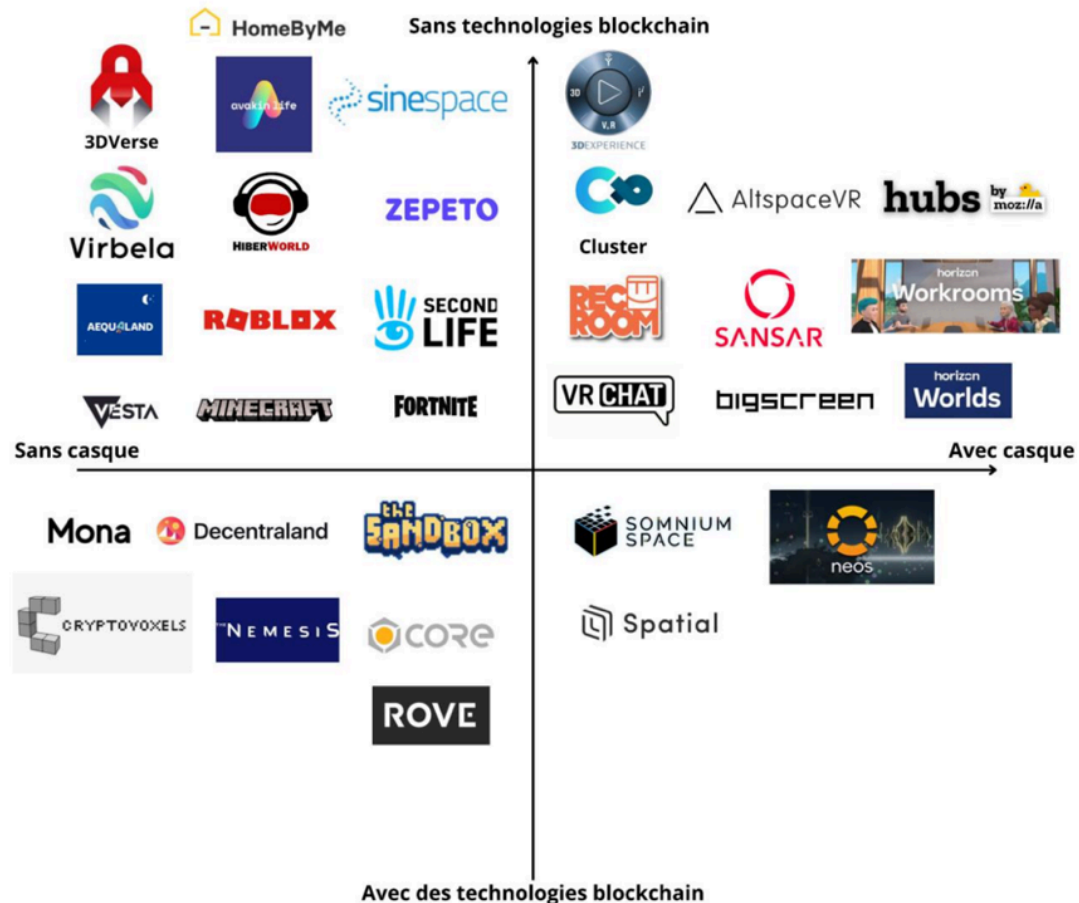 HomeByMe
Sans technologies blockchain
3DVerse
avakin life
sinespace
3D
V.R
3DEXPERIENCE
Virbela
HIBERWORLD
ZEPETO
Cluster
AltspaceVR
hubs by moz://a
AEQUALAND
ROBLOX
SECOND
LIFE
REC
ROOM
SANSAR
horizon
Workrooms
VESTA
MINECRAFT
FORTNITE
VR CHAT
bigscreen
horizon
Worlds
Sans casque
Avec casque
Mona
Decentraland
the
SANDBOX
SOMNIUM
SPACE
neos
CRYPTOVOXELS
THE NEMESIS
CORE
Spatial
ROVE
Avec des technologies blockchain